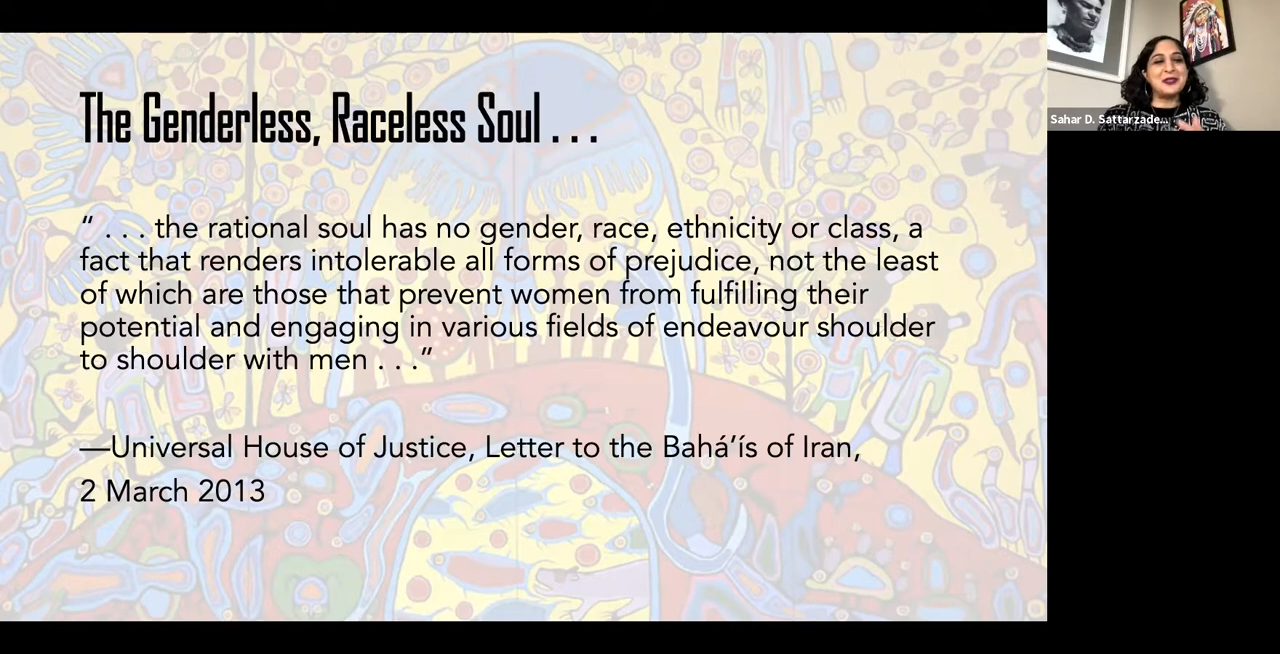 The Genderless, Raceless Soul . . .
“ . . . the rational soul has no gender, race, ethnicity or class, a
fact that renders intolerable all forms of prejudice, not the least
of which are those that prevent women from fulfilling their
potential and engaging in various fields of endeavour shoulder
to shoulder with men . . .”
—Universal House of Justice, Letter to the Bahá’ís of Iran,
2 March 2013
Sahar D. Sattarzade...